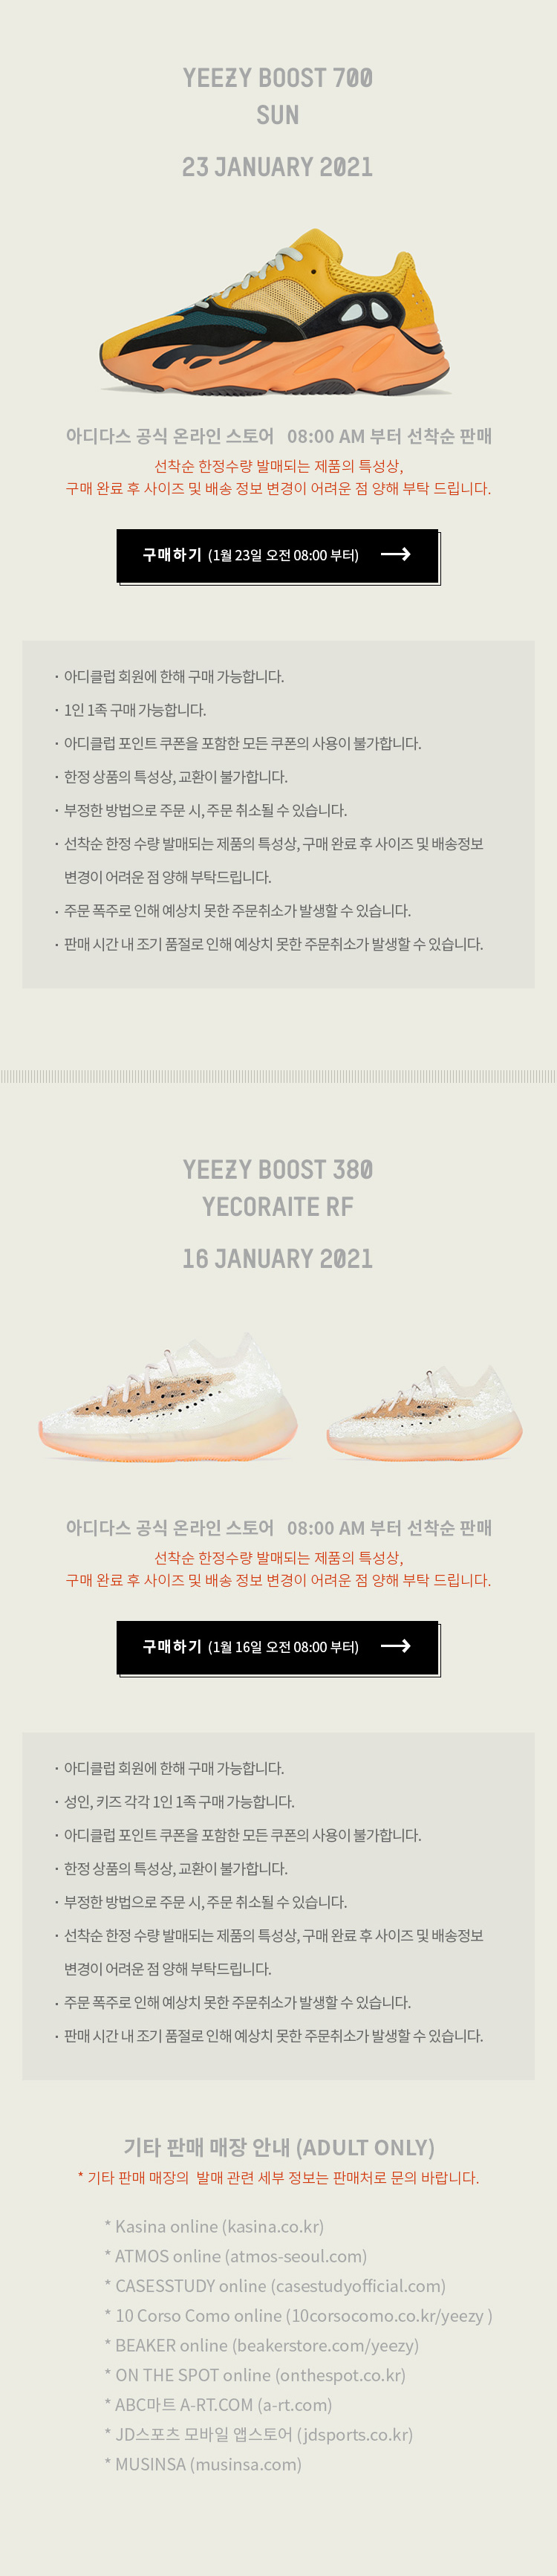 YEEZY BOOST 700
SUN
23 JANUARY 2021
아디다스 공식 온라인 스토어 08:00 AM 부터 선착순 판매
선착순 한정수량 발매되는 제품의 특성상,
구매 완료 후 사이즈 및 배송 정보 변경이 어려운 점 양해 부탁 드립니다.
구매하기 (1월 23일 오전 08:00 부터)
· 아디클럽 회원에 한해 구매 가능합니다.
· 1인 1족 구매 가능합니다.
· 아디클럽 포인트 쿠폰을 포함한 모든 쿠폰의 사용이 불가합니다.
· 한정 상품의 특성상, 교환이 불가합니다.
· 부정한 방법으로 주문 시, 주문 취소될 수 있습니다.
· 선착순 한정 수량 발매되는 제품의 특성상, 구매 완료 후 사이즈 및 배송정보
변경이 어려운 점 양해 부탁드립니다.
· 주문 폭주로 인해 예상치 못한 주문취소가 발생할 수 있습니다.
· 판매 시간 내 조기 품절로 인해 예상치 못한 주문취소가 발생할 수 있습니다.
YEEZY BOOST 380
YECORAITE RF
16 JANUARY 2021
아디다스 공식 온라인 스토어 08:00 AM 부터 선착순 판매
선착순 한정수량 발매되는 제품의 특성상,
구매 완료 후 사이즈 및 배송 정보 변경이 어려운 점 양해 부탁 드립니다.
구매하기 (1월 16일 오전 08:00 부터)
· 아디클럽 회원에 한해 구매 가능합니다.
· 성인, 키즈 각각 1인 1족 구매 가능합니다.
· 아디클럽 포인트 쿠폰을 포함한 모든 쿠폰의 사용이 불가합니다.
· 한정 상품의 특성상, 교환이 불가합니다.
· 부정한 방법으로 주문 시, 주문 취소될 수 있습니다.
· 선착순 한정 수량 발매되는 제품의 특성상, 구매 완료 후 사이즈 및 배송정보
변경이 어려운 점 양해 부탁드립니다.
· 주문 폭주로 인해 예상치 못한 주문취소가 발생할 수 있습니다.
· 판매 시간 내 조기 품절로 인해 예상치 못한 주문취소가 발생할 수 있습니다.
기타 판매 매장 안내 (ADULT ONLY)
* 기타 판매 매장의 발매 관련 세부 정보는 판매처로 문의 바랍니다.
* Kasina online (kasina.co.kr)
* ATMOS online (atmos-seoul.com)
* CASESSTUDY online (casestudyofficial.com)
* 10 Corso Como online (10corsocomo.co.kr/yeezy )
* BEAKER online (beakerstore.com/yeezy)
* ON THE SPOT online (onthespot.co.kr)
* ABC마트 A-RT.COM (a-rt.com)
* JD스포츠 모바일 앱스토어 (jdsports.co.kr)
* MUSINSA (musinsa.com)